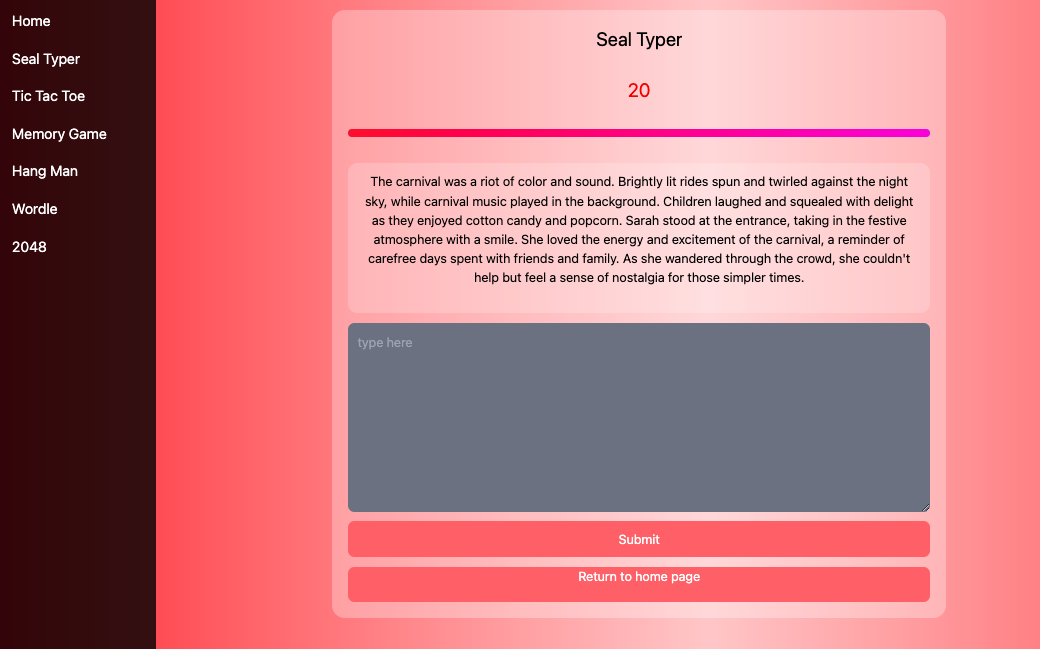 Home
Seal Typer
Tic Tac Toe
Memory Game
Hang Man
Wordle
2048
Seal Typer
20
The carnival was a riot of color and sound. Brightly lit rides spun and twirled against the night
sky, while carnival music played in the background. Children laughed and squealed with delight
as they enjoyed cotton candy and popcorn. Sarah stood at the entrance, taking in the festive
atmosphere with a smile. She loved the energy and excitement of the carnival, a reminder of
carefree days spent with friends and family. As she wandered through the crowd, she couldn't
help but feel a sense of nostalgia for those simpler times.
type here
Submit
Return to home page